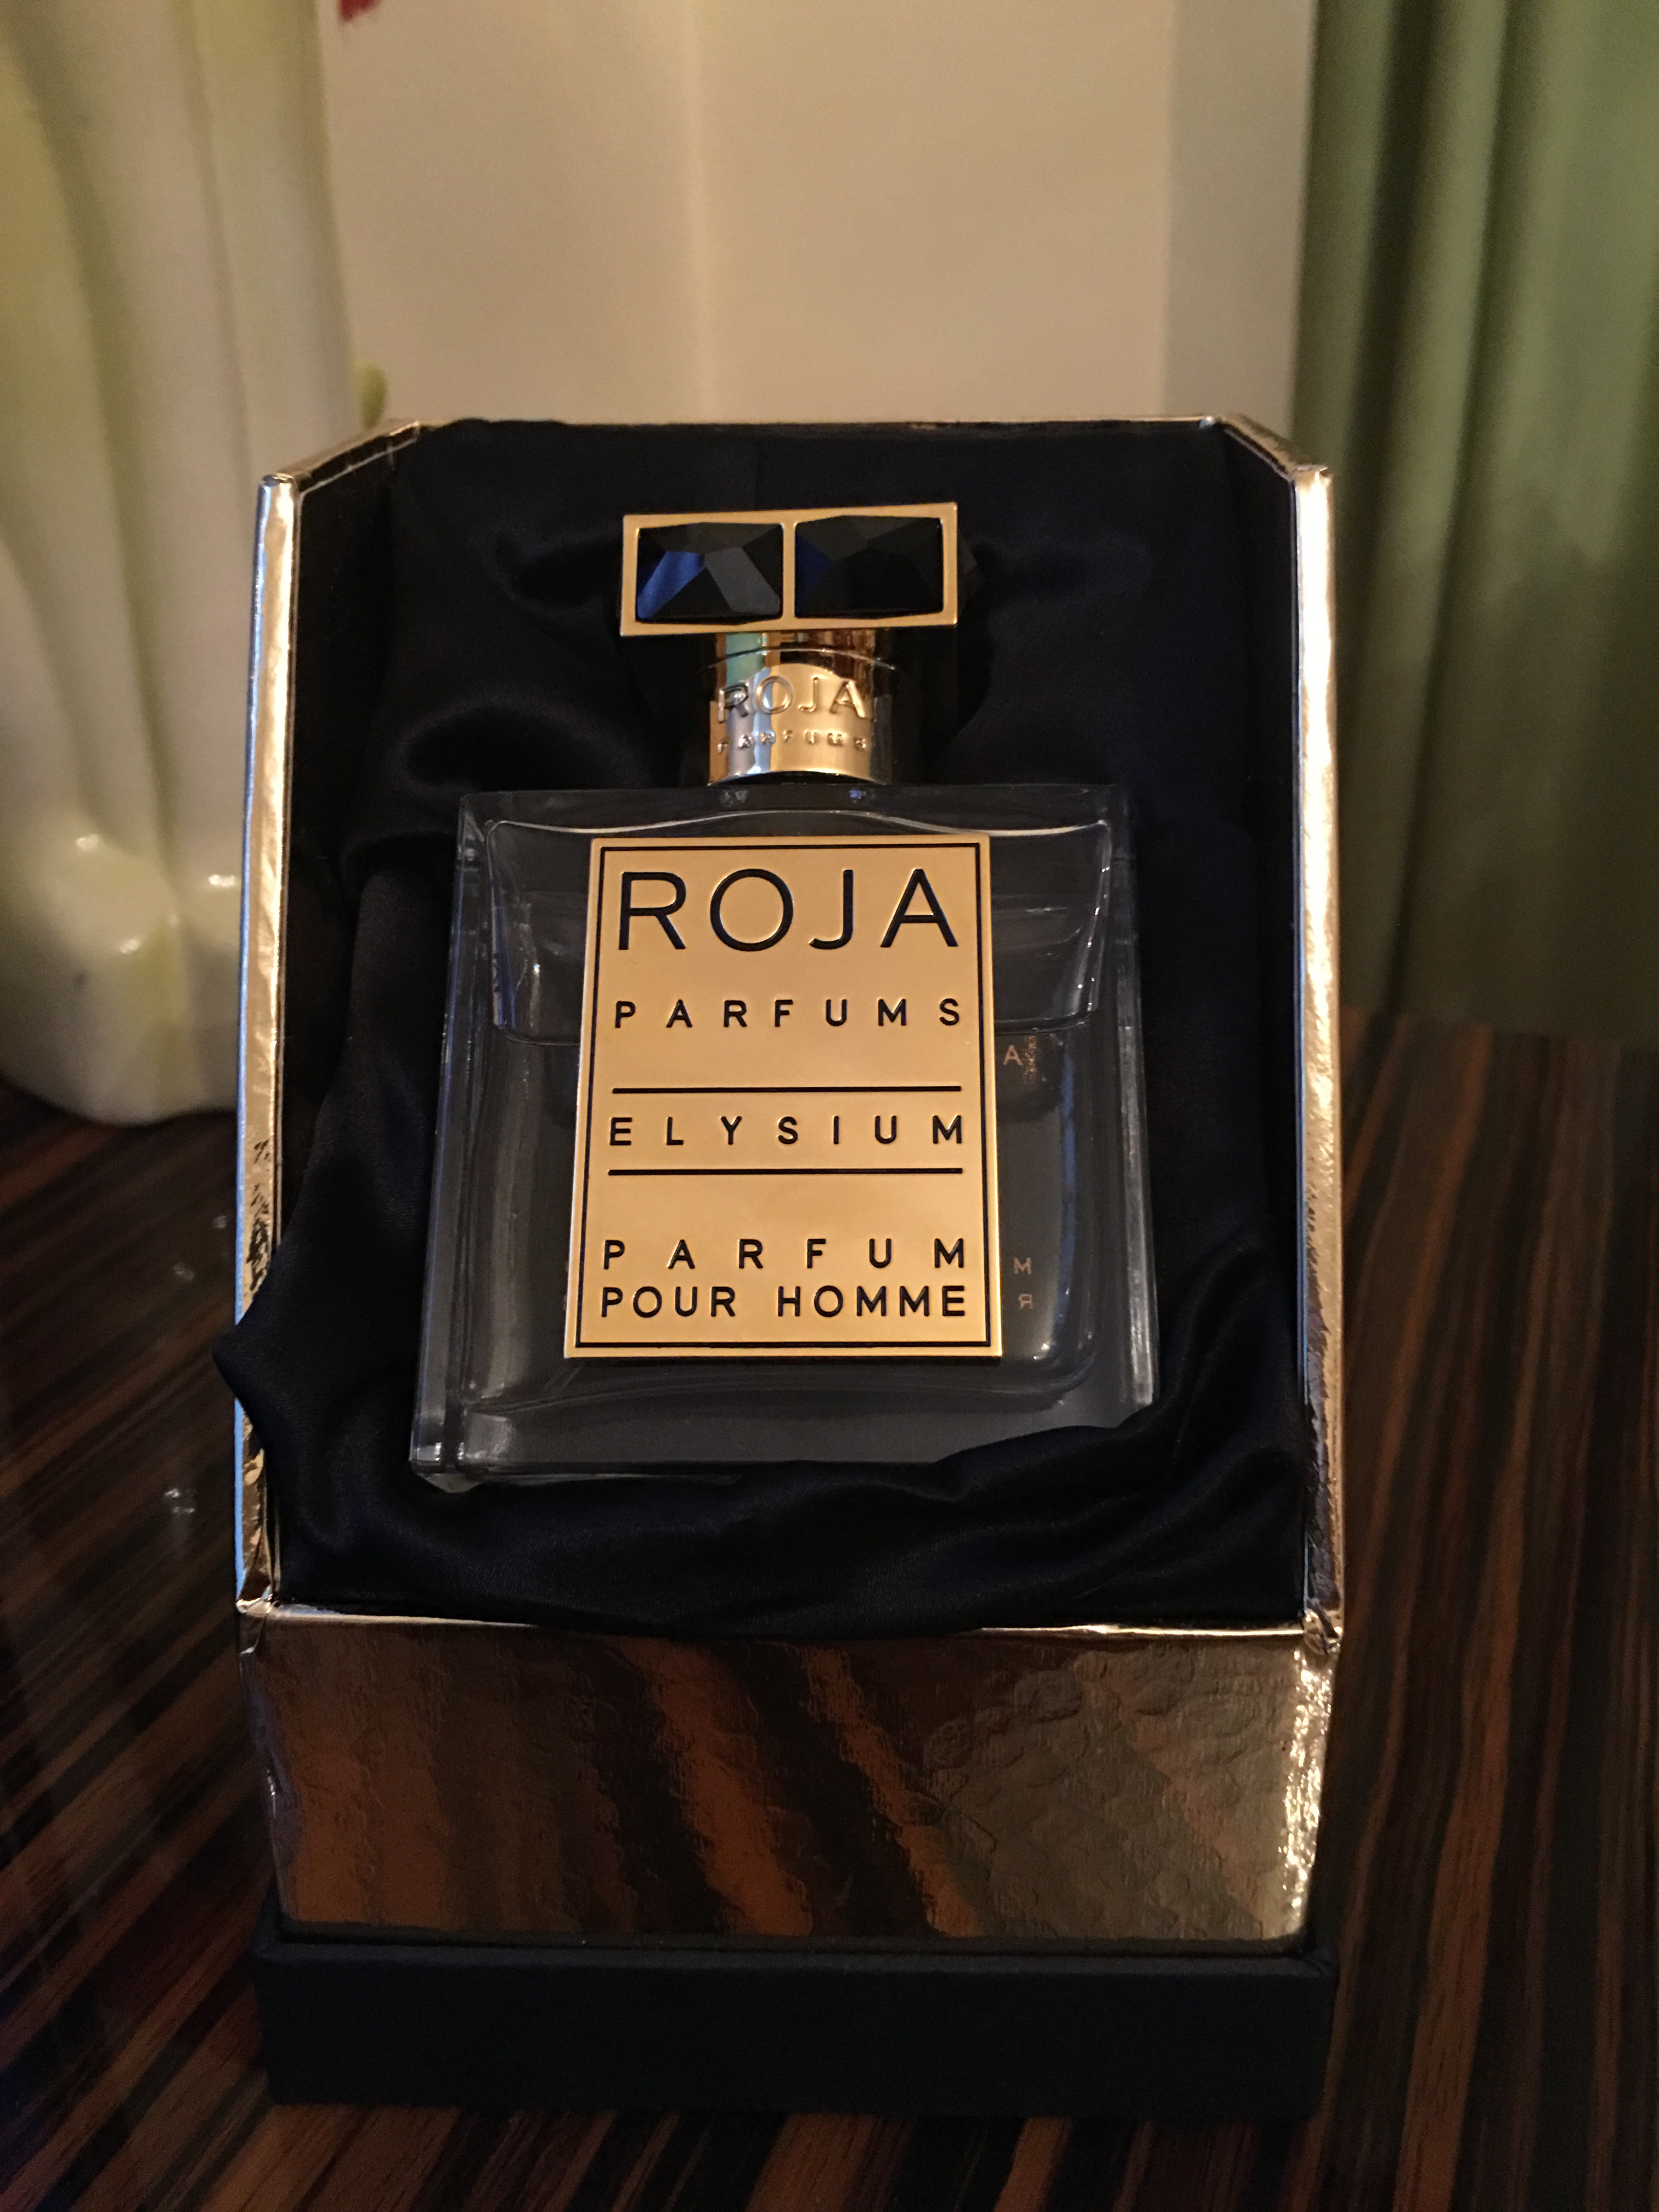 ROJA
PARFUMS
ROJA
PARFUMS
ELYSIUM
PARFUM
POUR HOMME
A
M
R